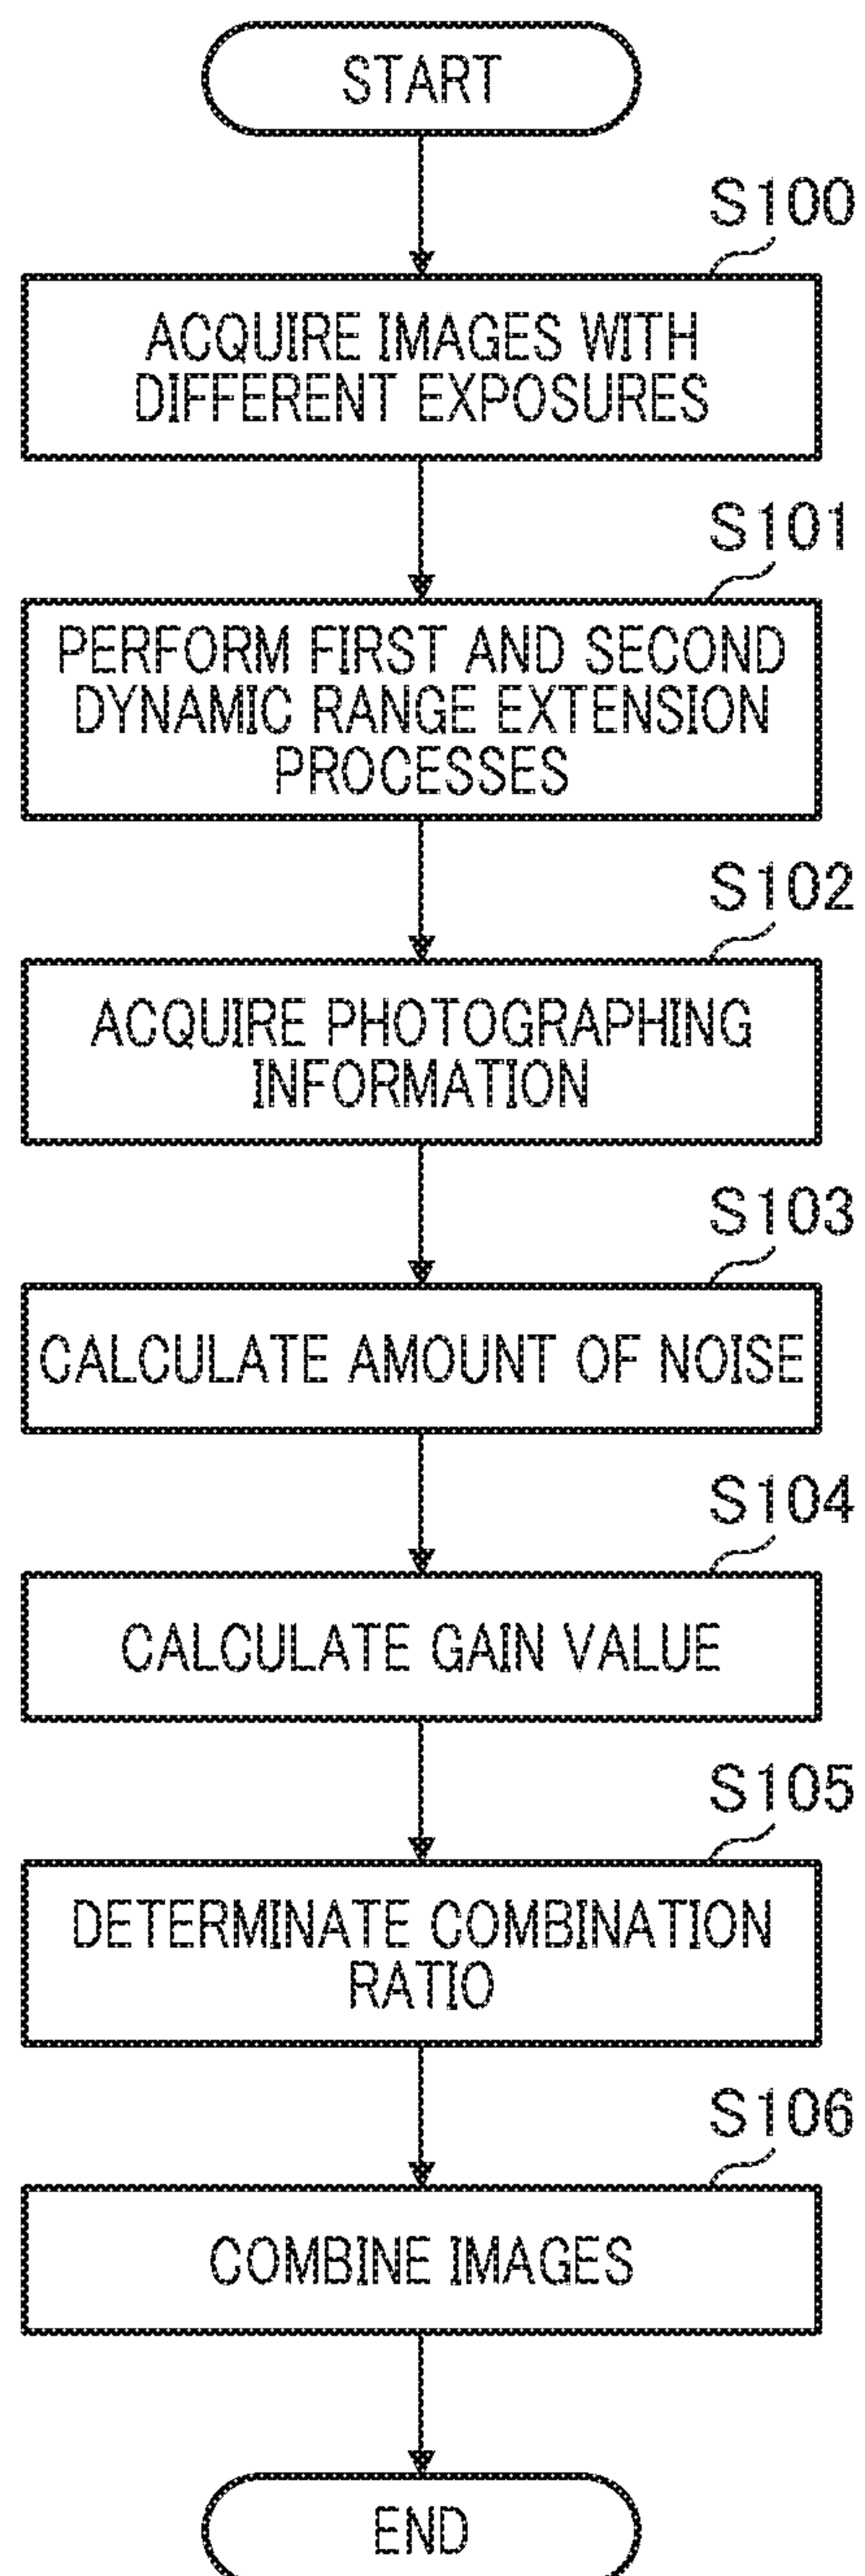 START
S100
ACQUIRE IMAGES WITH
DIFFERENT EXPOSURES
S101
PERFORM FIRST AND SECOND
DYNAMIC RANGE EXTENSION
PROCESSES
S102
ACQUIRE PHOTOGRAPHING
INFORMATION
S103
CALCULATE AMOUNT OF NOISE
S104
CALCULATE GAIN VALUE
S105
DETERMINATE COMBINATION
RATIO
S106
COMBINE IMAGES
END